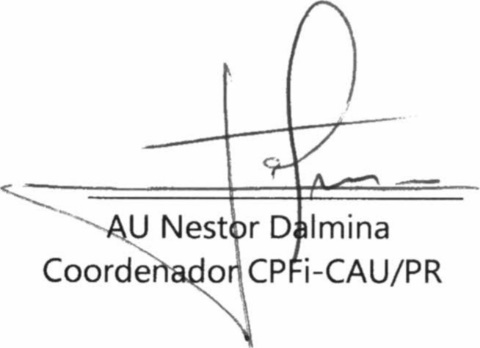 AU Nestor Dalmina
Coordenador CPFi-CAU/PR